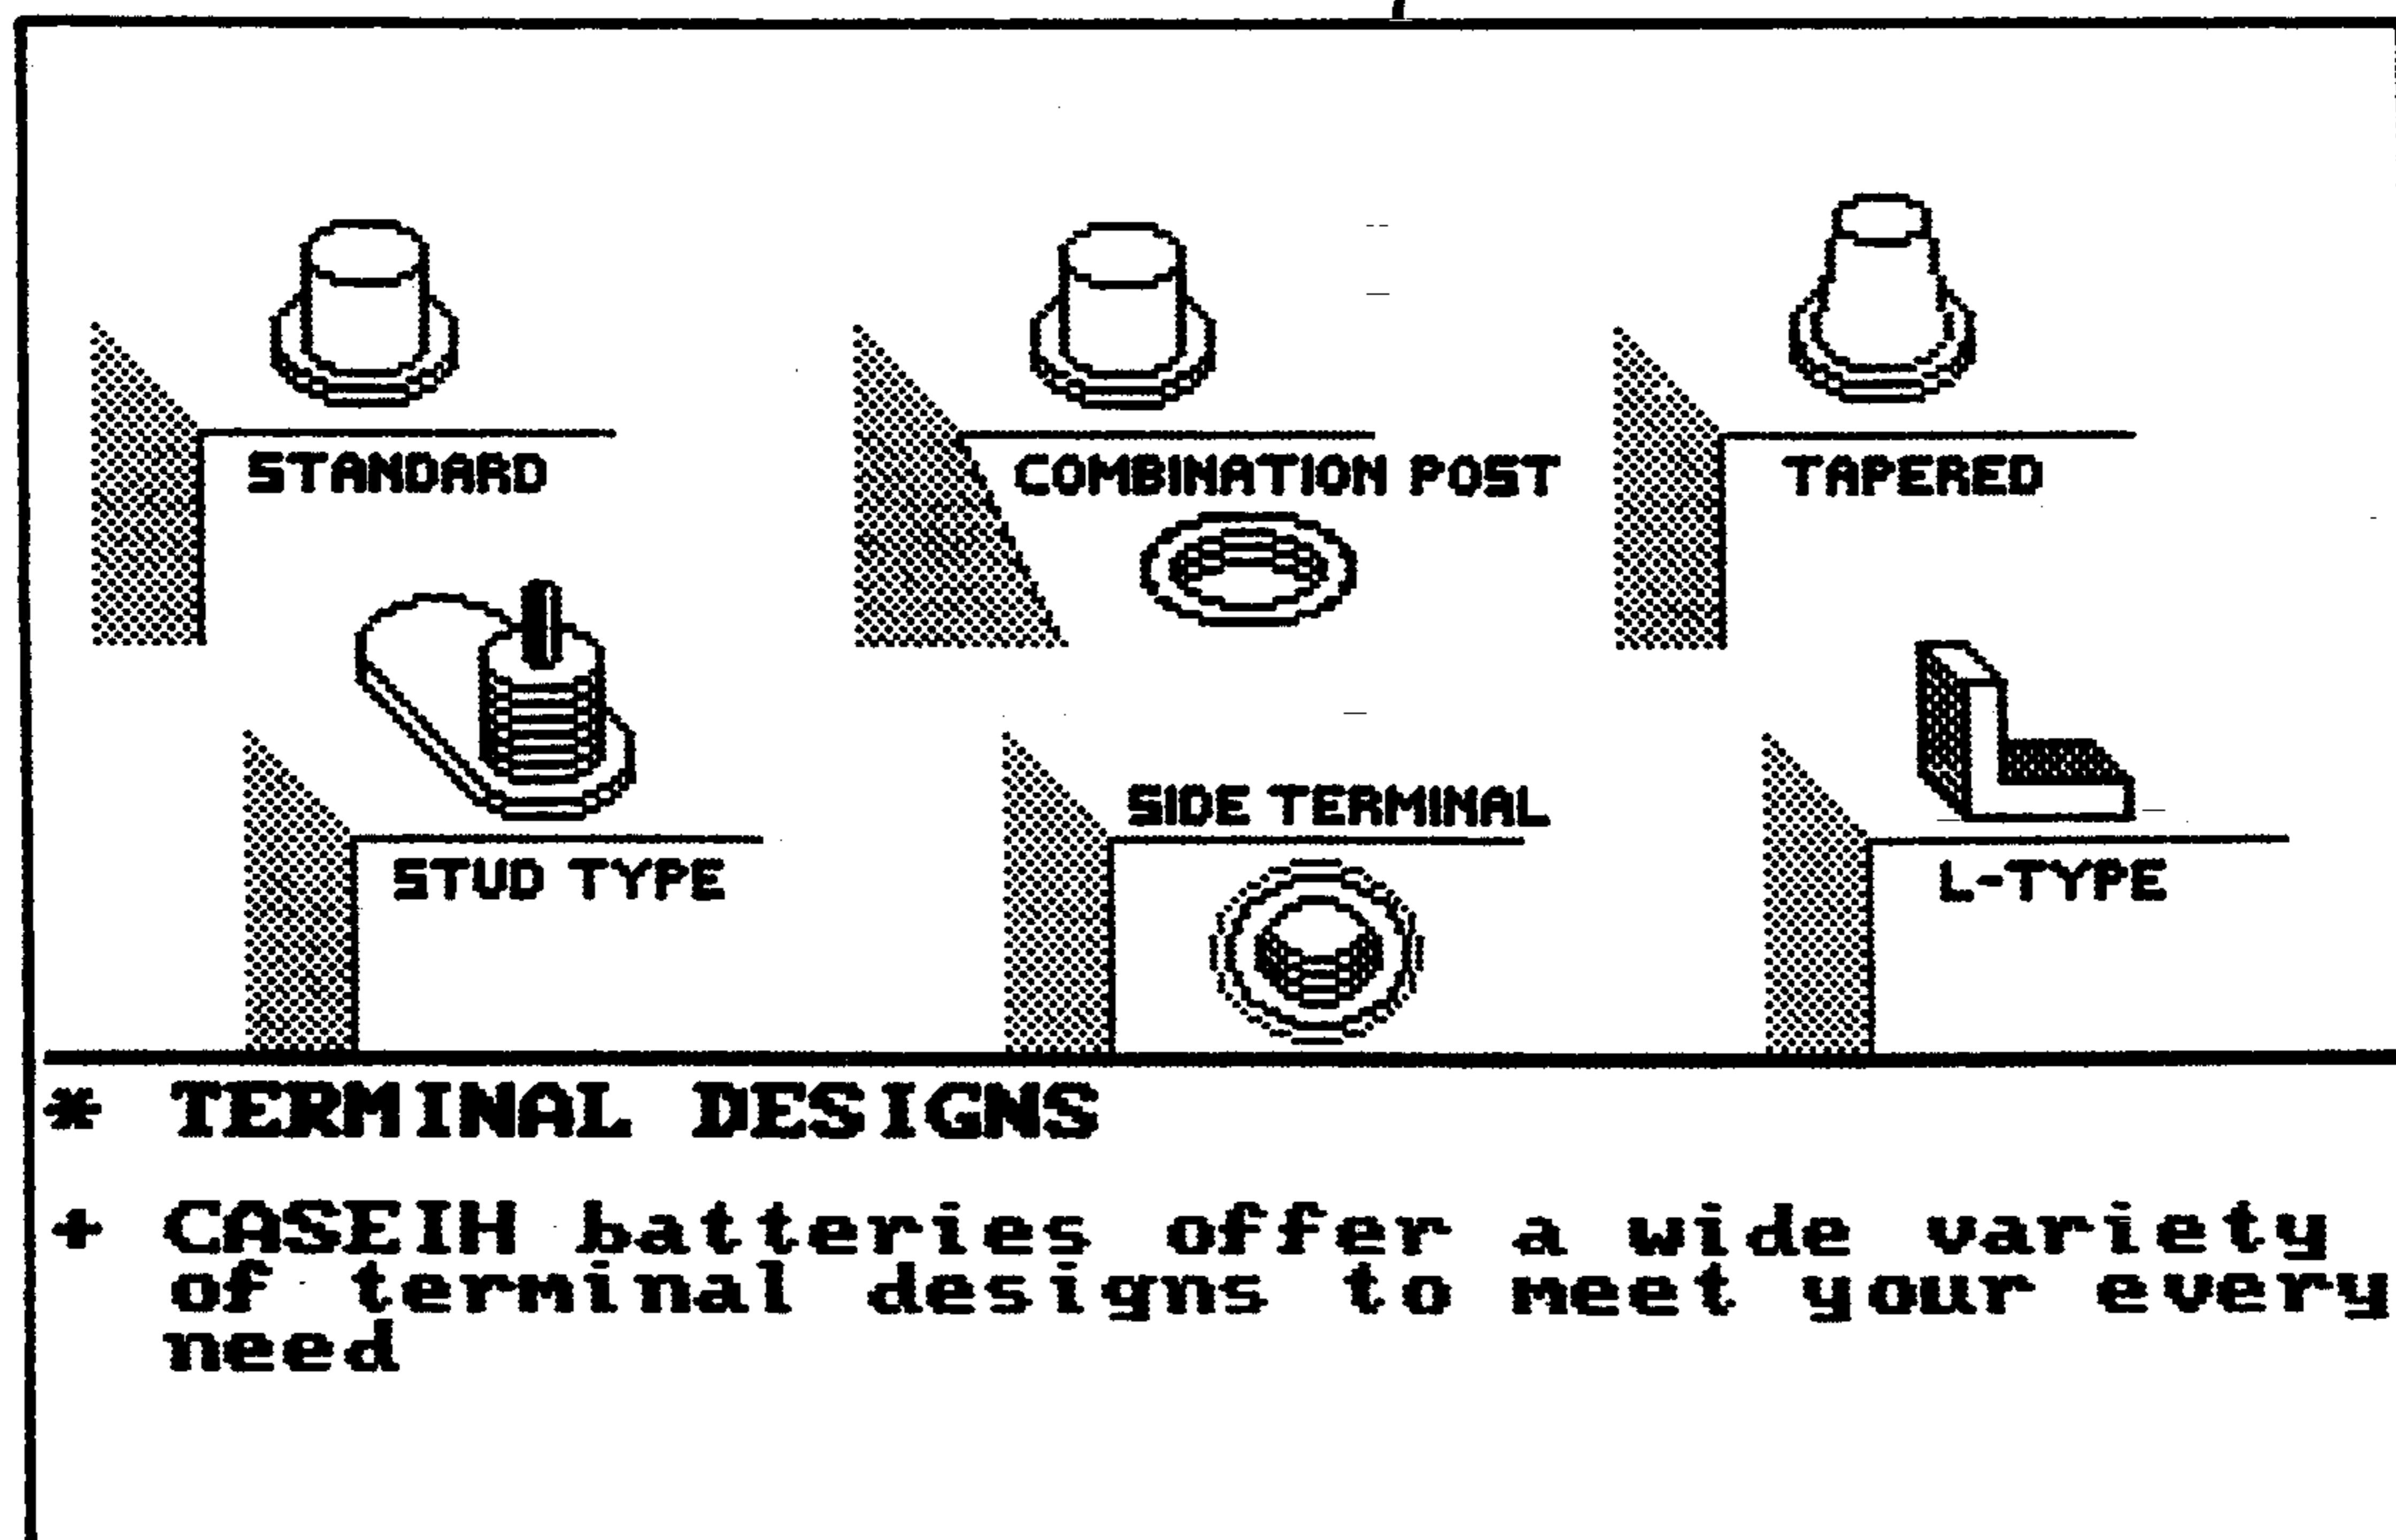 STANDARD
COMBINATION POST
TAPERED
STUD TYPE
SIDE TERMINAL
L-TYPE
* TERMINAL DESIGNS
+ CASEIH batteries offer a wide variety
of terminal designs to meet your every
need